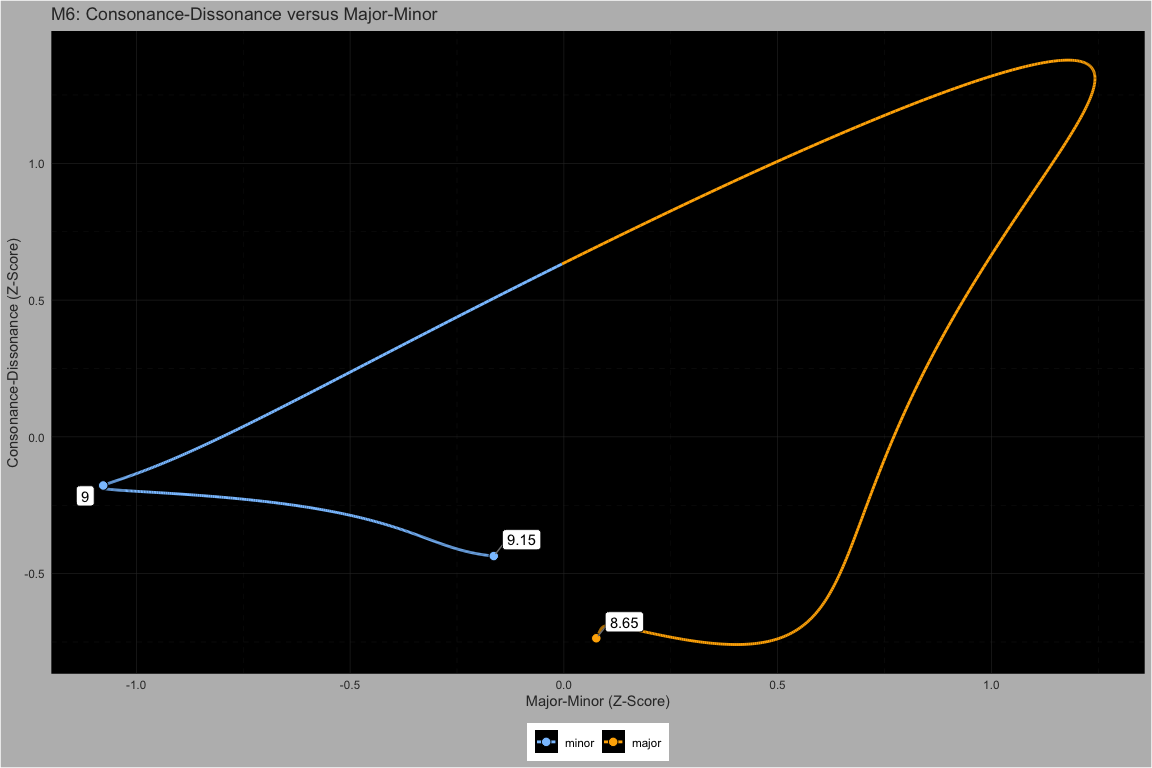 M6: Consonance-Dissonance versus Major-Minor
Consonance-Dissonance (Z-Score)
1.0
0.5
0.0
-0.5
9
9.15
8.65
-1.0
-0.5
0.0
0.5
1.0
Major-Minor (Z-Score)
minor
major